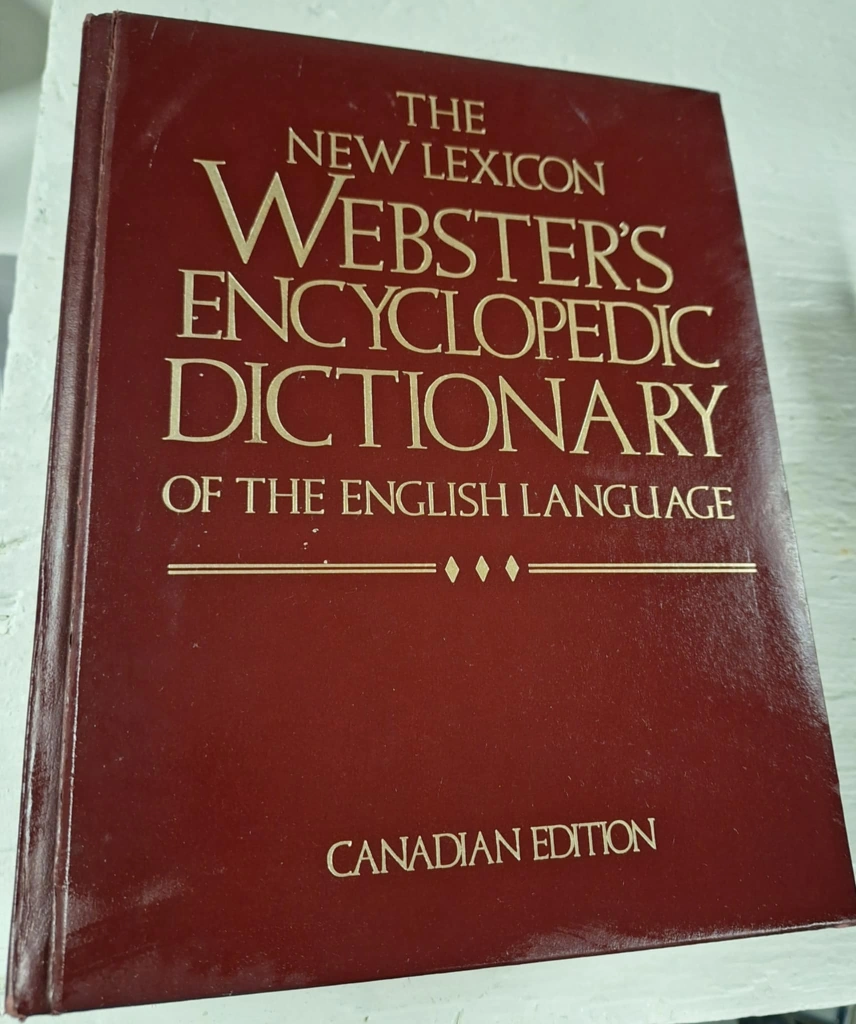 THE
NEW LEXICON
WEBSTER'S
ENCYCLOPEDIC
DICTIONARY
OF THE ENGLISH LANGUAGE
CANADIAN EDITION